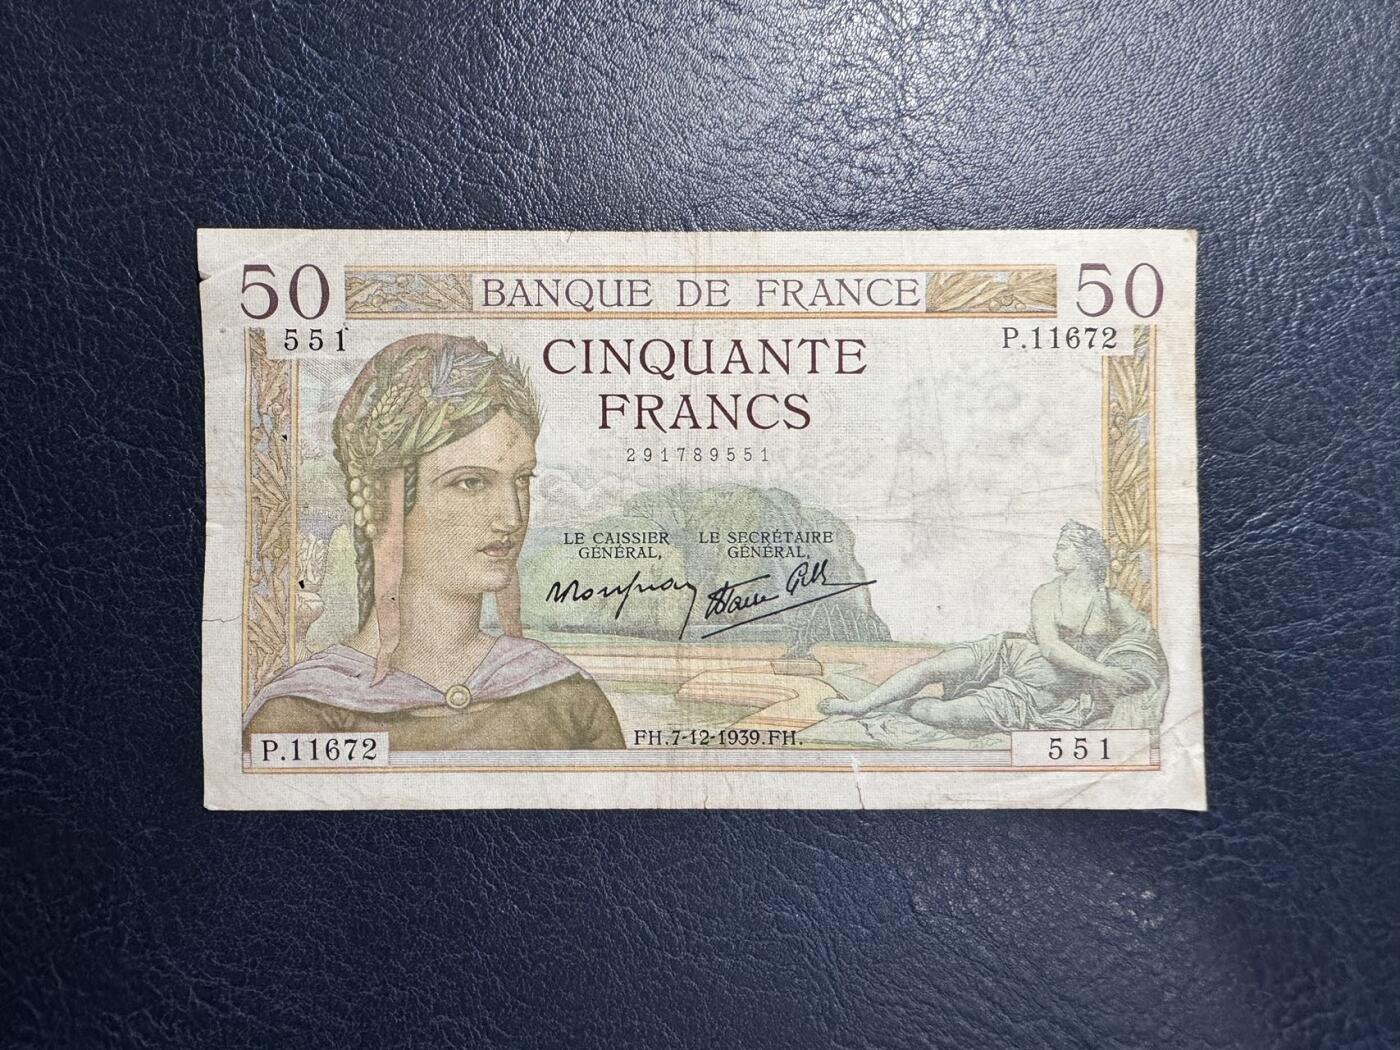 50 BANQUE DE FRANCE 50
551 P.11672
CINQUANTE
FRANCS
291789551
LE CAISSIER LE SECRÉTAIRE
GÉNÉRAL, GÉNÉRAL,
FH.7-12-1939.FH.
P.11672 551